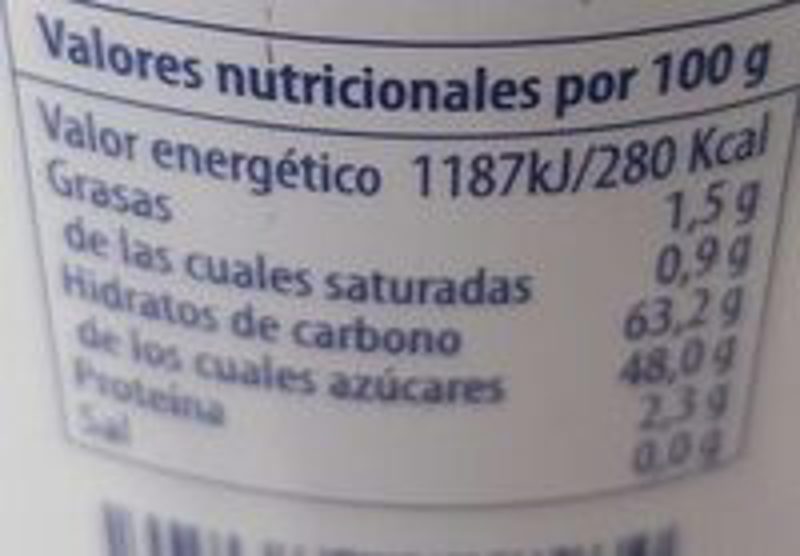 Valores nutricionales por 100 g
Valor energético 1187kJ/280 Kcal
Grasas 1,5 g
de las cuales saturadas 0,9 g
Hidratos de carbono 63,2 g
de los cuales azúcares 48,0 g
Proteína 2,3 g
Sal 0,0 g